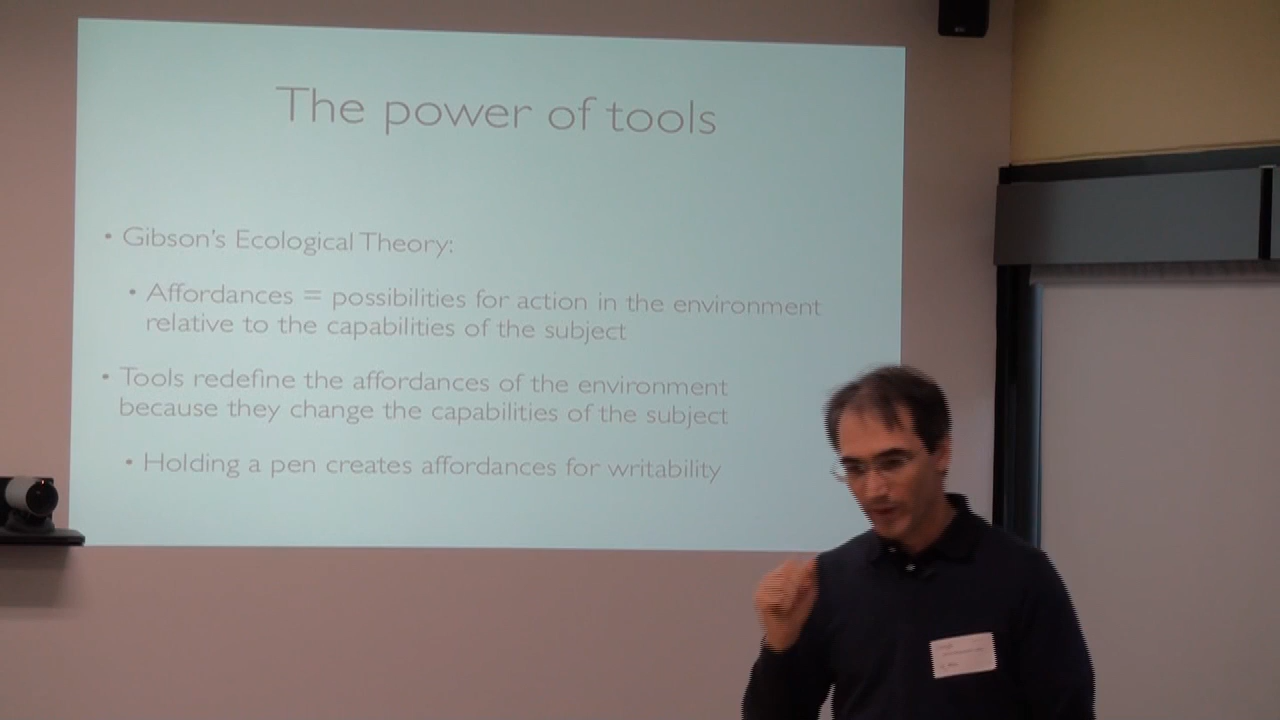 The power of tools
• Gibson's Ecological Theory:
• Affordances = possibilities for action in the environment
relative to the capabilities of the subject
• Tools redefine the affordances of the environment
because they change the capabilities of the subject
• Holding a pen creates affordances for writability